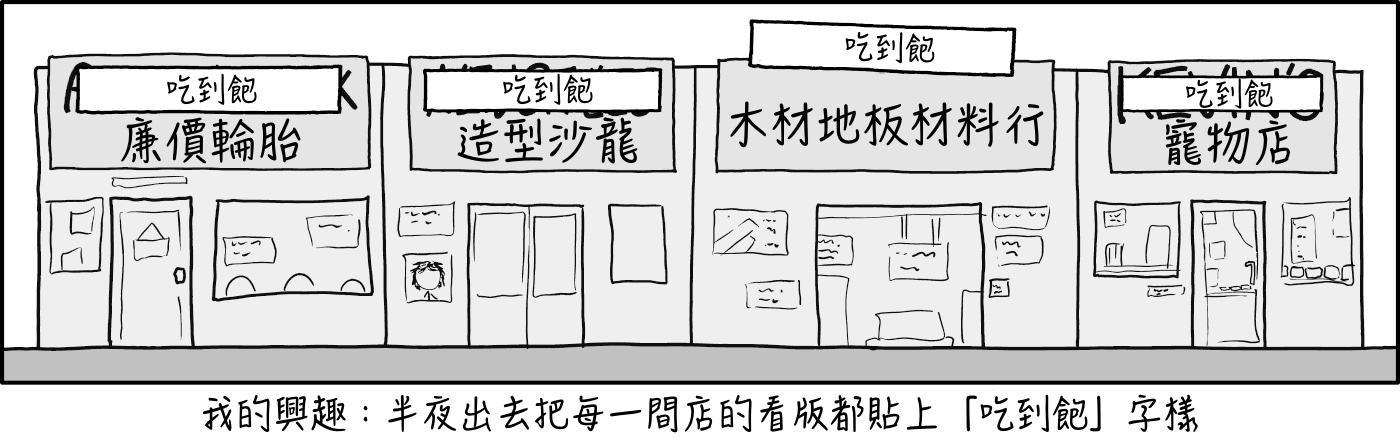 吃到飽
廉價輪胎
吃到飽
造型沙龍
吃到飽
木材地板材料行
KEVIN'S
吃到飽
寵物店
我的興趣：半夜出去把每一間店的看版都貼上「吃到飽」字樣